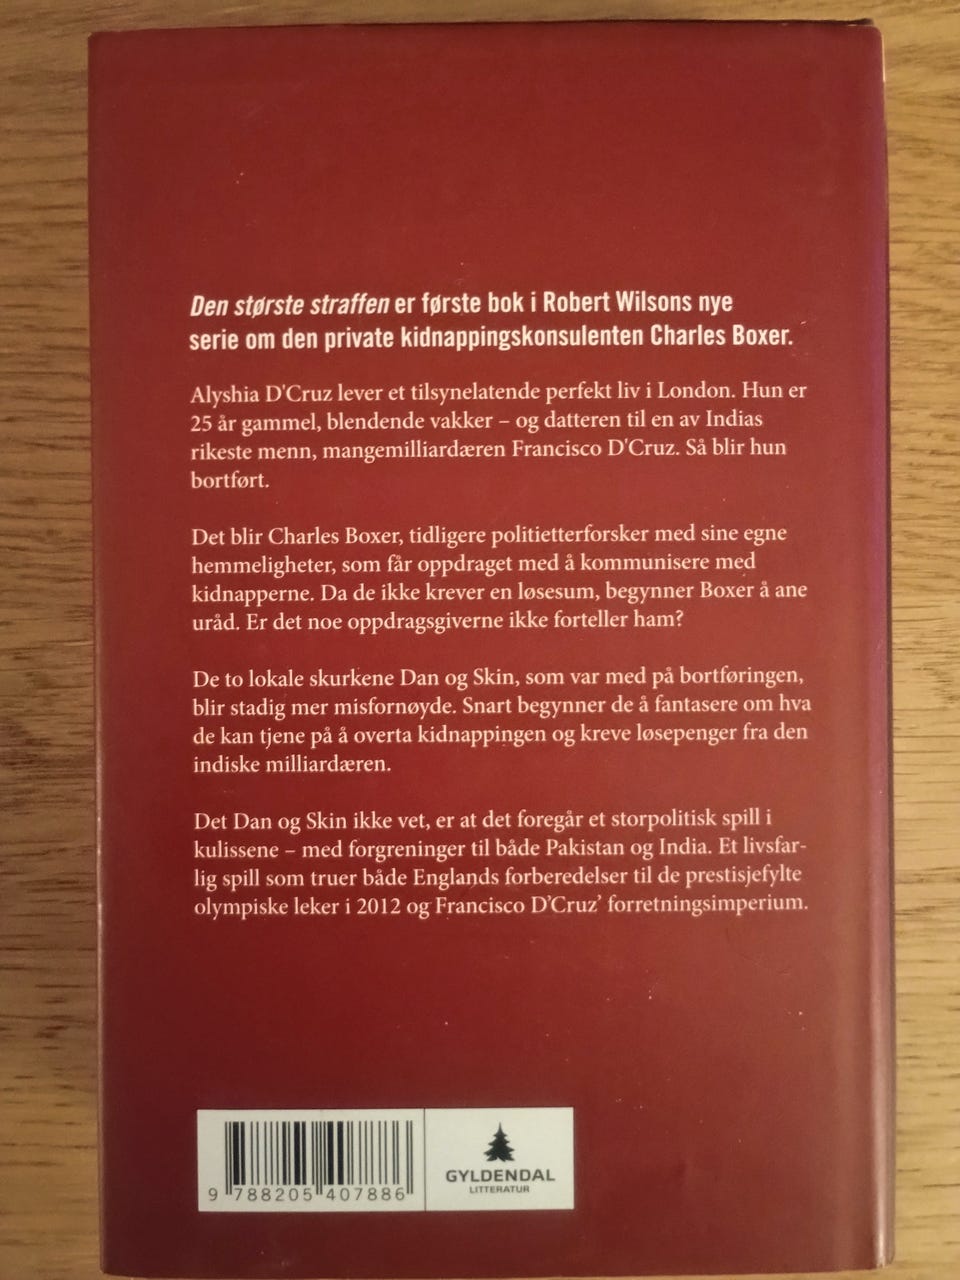 Den største straffen er første bok i Robert Wilsons nye
serie om den private kidnappingskonsulenten Charles Boxer.
Alyshia D'Cruz lever et tilsynelatende perfekt liv i London. Hun er
25 år gammel, blendende vakker – og datteren til en av Indias
rikeste menn, mangemilliardæren Francisco D'Cruz. Så blir hun
bortført.
Det blir Charles Boxer, tidligere politietterforsker med sine egne
hemmeligheter, som får oppdraget med å kommunisere med
kidnapperne. Da de ikke krever en løsesum, begynner Boxer å ane
uråd. Er det noe oppdragsgiverne ikke forteller ham?
De to lokale skurkene Dan og Skin, som var med på bortføringen,
blir stadig mer misfornøyde. Snart begynner de å fantasere om hva
de kan tjene på å overta kidnappingen og kreve løsepenger fra den
indiske milliardæren.
Det Dan og Skin ikke vet, er at det foregår et storpolitisk spill i
kulissene – med forgreninger til både Pakistan og India. Et livsfar-
lig spill som truer både Englands forberedelser til de prestisjefylte
olympiske leker i 2012 og Francisco D’Cruz’ forretningsimperium.
9 788205 407886
GYLDENDAL
LITTERATUR